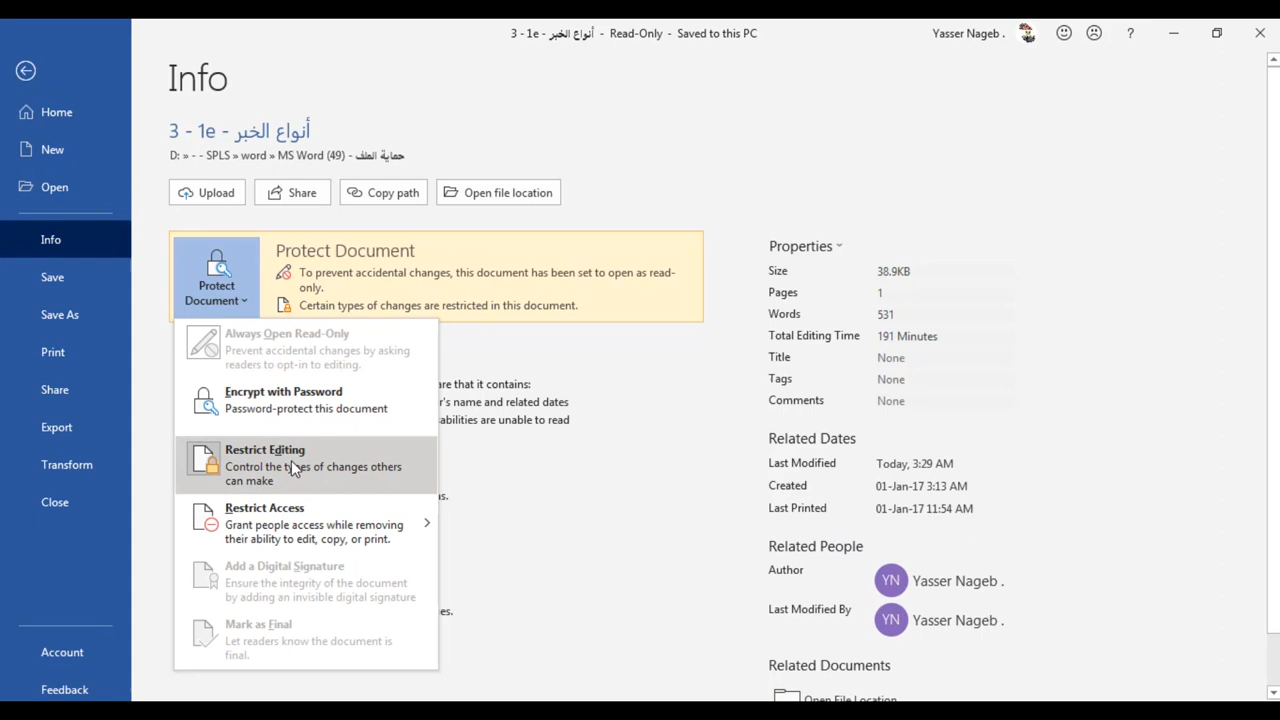 3 - 1e - أنواع الخبر - Read-Only - Saved to this PC
Yasser Nageb .
?
Info
Home
New
Open
Info
Save
Save As
Print
Share
Export
Transform
Close
Account
Feedback
3 - 1e - أنواع الخبر
D: » - - SPLS » word » MS Word (49) - حماية الملف
Upload
Share
Copy path
Open file location
Protect Document
Protect Document
To prevent accidental changes, this document has been set to open as read-
only.
Certain types of changes are restricted in this document.
Always Open Read-Only
Prevent accidental changes by asking
readers to opt-in to editing.
Encrypt with Password
Password-protect this document
Restrict Editing
Control the types of changes others
can make
Restrict Access
Grant people access while removing
their ability to edit, copy, or print.
Add a Digital Signature
Ensure the integrity of the document
by adding an invisible digital signature
Mark as Final
Let readers know the document is
final.
are that it contains:
r's name and related dates
abilities are unable to read
s.
es.
Properties
Size 38.9KB
Pages 1
Words 531
Total Editing Time 191 Minutes
Title None
Tags None
Comments None
Related Dates
Last Modified Today, 3:29 AM
Created 01-Jan-17 3:13 AM
Last Printed 01-Jan-17 11:54 AM
Related People
Author YN Yasser Nageb .
Last Modified By YN Yasser Nageb .
Related Documents
Open File Location